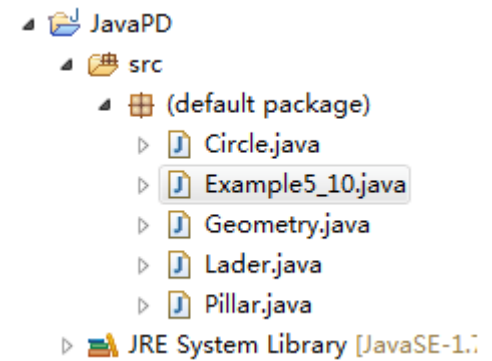 JavaPD
src
(default package)
Circle.java
Example5_10.java
Geometry.java
Lader.java
Pillar.java
JRE System Library [JavaSE-1.